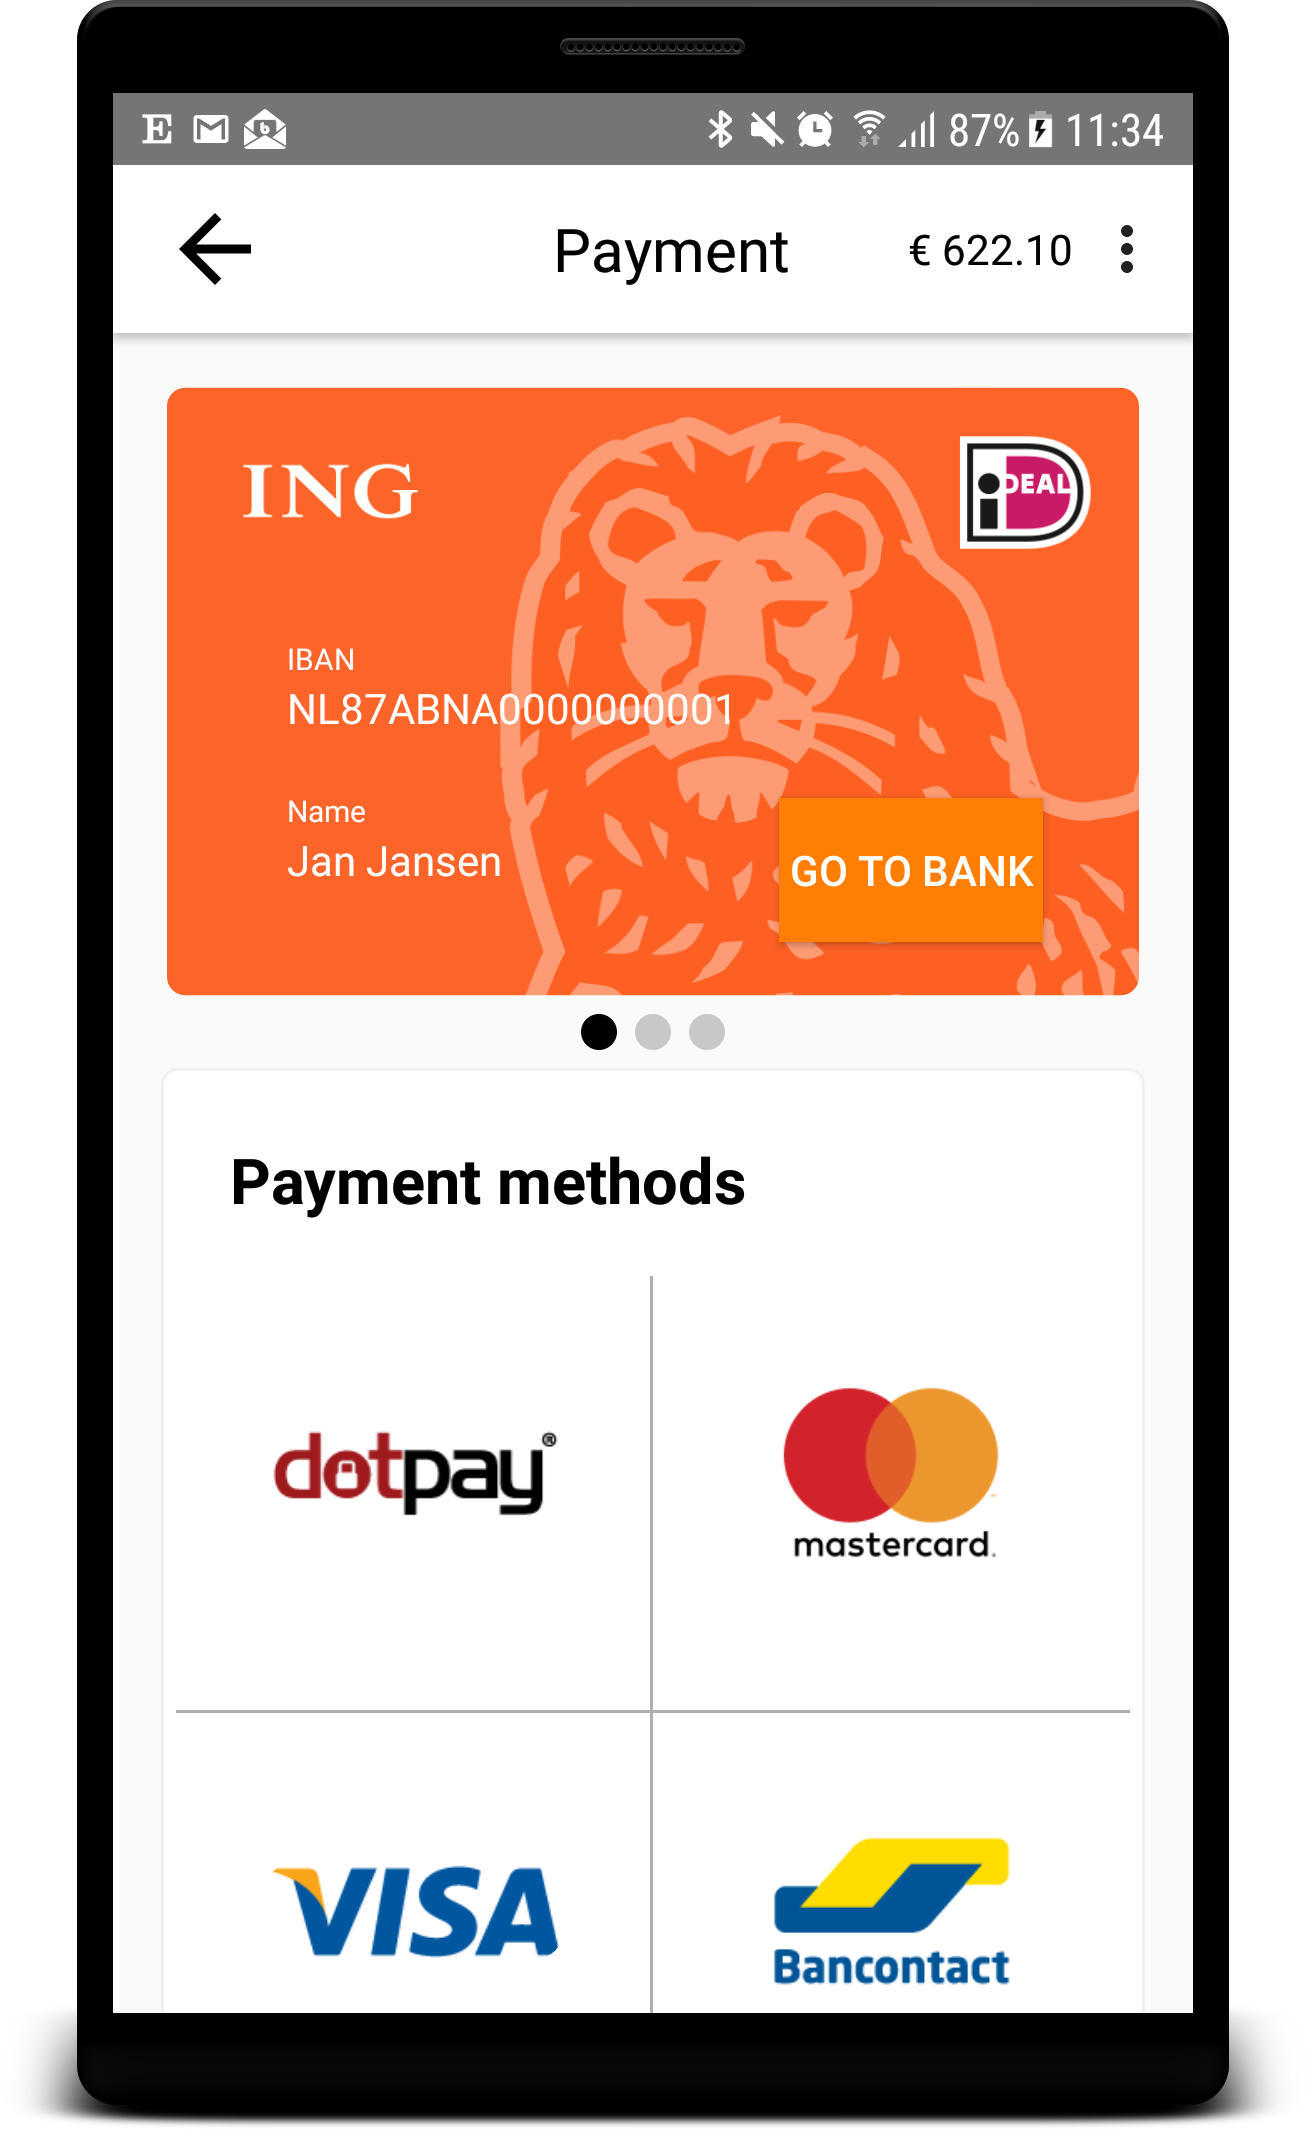 E 87% 11:34
Payment € 622.10
ING iDEAL
IBAN
NL87ABNA0000000001
Name
Jan Jansen
GO TO BANK
Payment methods
dotpay®
mastercard.
VISA
Bancontact